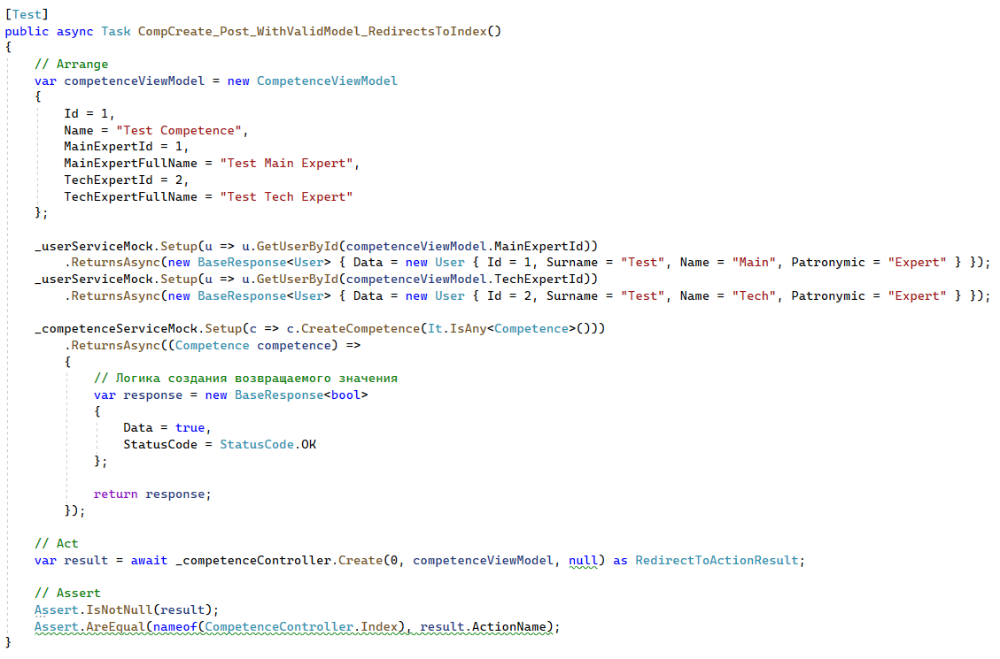 [Test]
public async Task CompCreate_Post_WithValidModel_RedirectsToIndex()
{
    // Arrange
    var competenceViewModel = new CompetenceViewModel
    {
        Id = 1,
        Name = "Test Competence",
        MainExpertId = 1,
        MainExpertFullName = "Test Main Expert",
        TechExpertId = 2,
        TechExpertFullName = "Test Tech Expert"
    };

    _userServiceMock.Setup(u => u.GetUserById(competenceViewModel.MainExpertId))
        .ReturnsAsync(new BaseResponse<User> { Data = new User { Id = 1, Surname = "Test", Name = "Main", Patronymic = "Expert" } });
    _userServiceMock.Setup(u => u.GetUserById(competenceViewModel.TechExpertId))
        .ReturnsAsync(new BaseResponse<User> { Data = new User { Id = 2, Surname = "Test", Name = "Tech", Patronymic = "Expert" } });

    _competenceServiceMock.Setup(c => c.CreateCompetence(It.IsAny<Competence>()))
        .ReturnsAsync((Competence competence) =>
        {
            // Логика создания возвращаемого значения
            var response = new BaseResponse<bool>
            {
                Data = true,
                StatusCode = StatusCode.OK
            };

            return response;
        });

    // Act
    var result = await _competenceController.Create(0, competenceViewModel, null) as RedirectToActionResult;

    // Assert
    Assert.IsNotNull(result);
    Assert.AreEqual(nameof(CompetenceController.Index), result.ActionName);
}